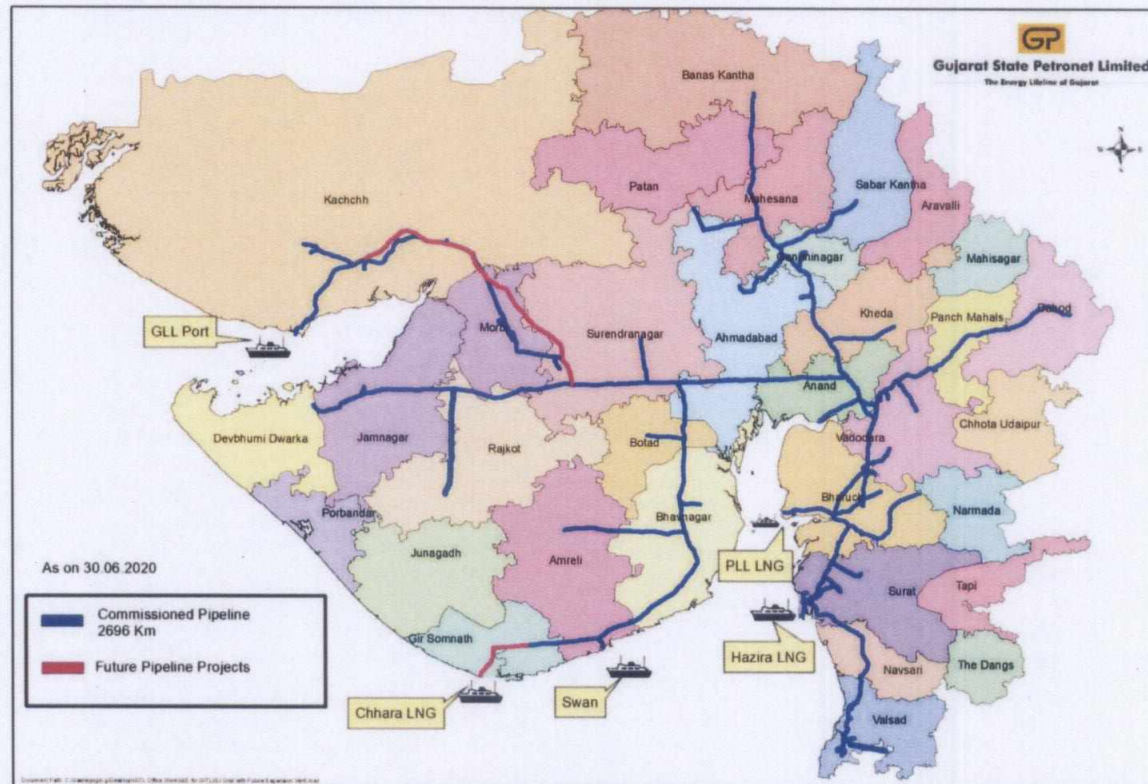 GP
Gujarat State Petronet Limited
The Energy Lifeline of Gujarat
N
W E
S
Banas Kantha
Patan
Mahesana
Sabar Kantha
Aravalli
Kachchh
Gandhinagar
Mahisagar
GLL Port
Morbi
Surendranagar
Ahmadabad
Kheda
Panch Mahals
Dahod
Anand
Devbhumi Dwarka
Jamnagar
Rajkot
Botad
Vadodara
Chhota Udaipur
Porbandar
Junagadh
Amreli
Bhavnagar
Bharuch
Narmada
As on 30.06.2020
PLL LNG
Surat
Tapi
Commissioned Pipeline
2696 Km
Future Pipeline Projects
Gir Somnath
Hazira LNG
Navsari
The Dangs
Chhara LNG
Swan
Valsad